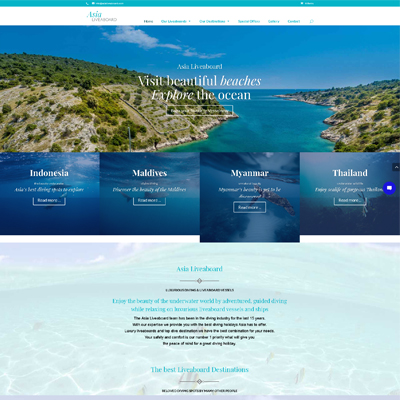 Asia
LIVEABOARD
Home
Our Liveaboards
Our Destinations
Special Offers
Gallery
Contact
Asia Liveaboard
Visit beautiful beaches
Explore the ocean
Indonesia
Asia's best diving spots to explore
Read more...
Maldives
Discover the beauty of the Maldives
Read more...
Myanmar
Myanmar's beauty is yet to be
discovered
Read more...
Thailand
Enjoy sealife of gorgeous Thailand
Read more...
Asia Liveaboard
Enjoy the beauty of the underwater world by adventured, guided diving
while relaxing on luxurious liveaboard vessels and ships
The Asia Liveaboard team has been in the diving industry for the last 15 years.
With our expertise we provide you with the best diving holidays Asia has to offer.
Luxury liveaboards and top dive destination we have the best combination for your needs.
Your safety and comfort is our number 1 priority what will give you
the peace of mind for a great diving holiday.
The best Liveaboard Destinations